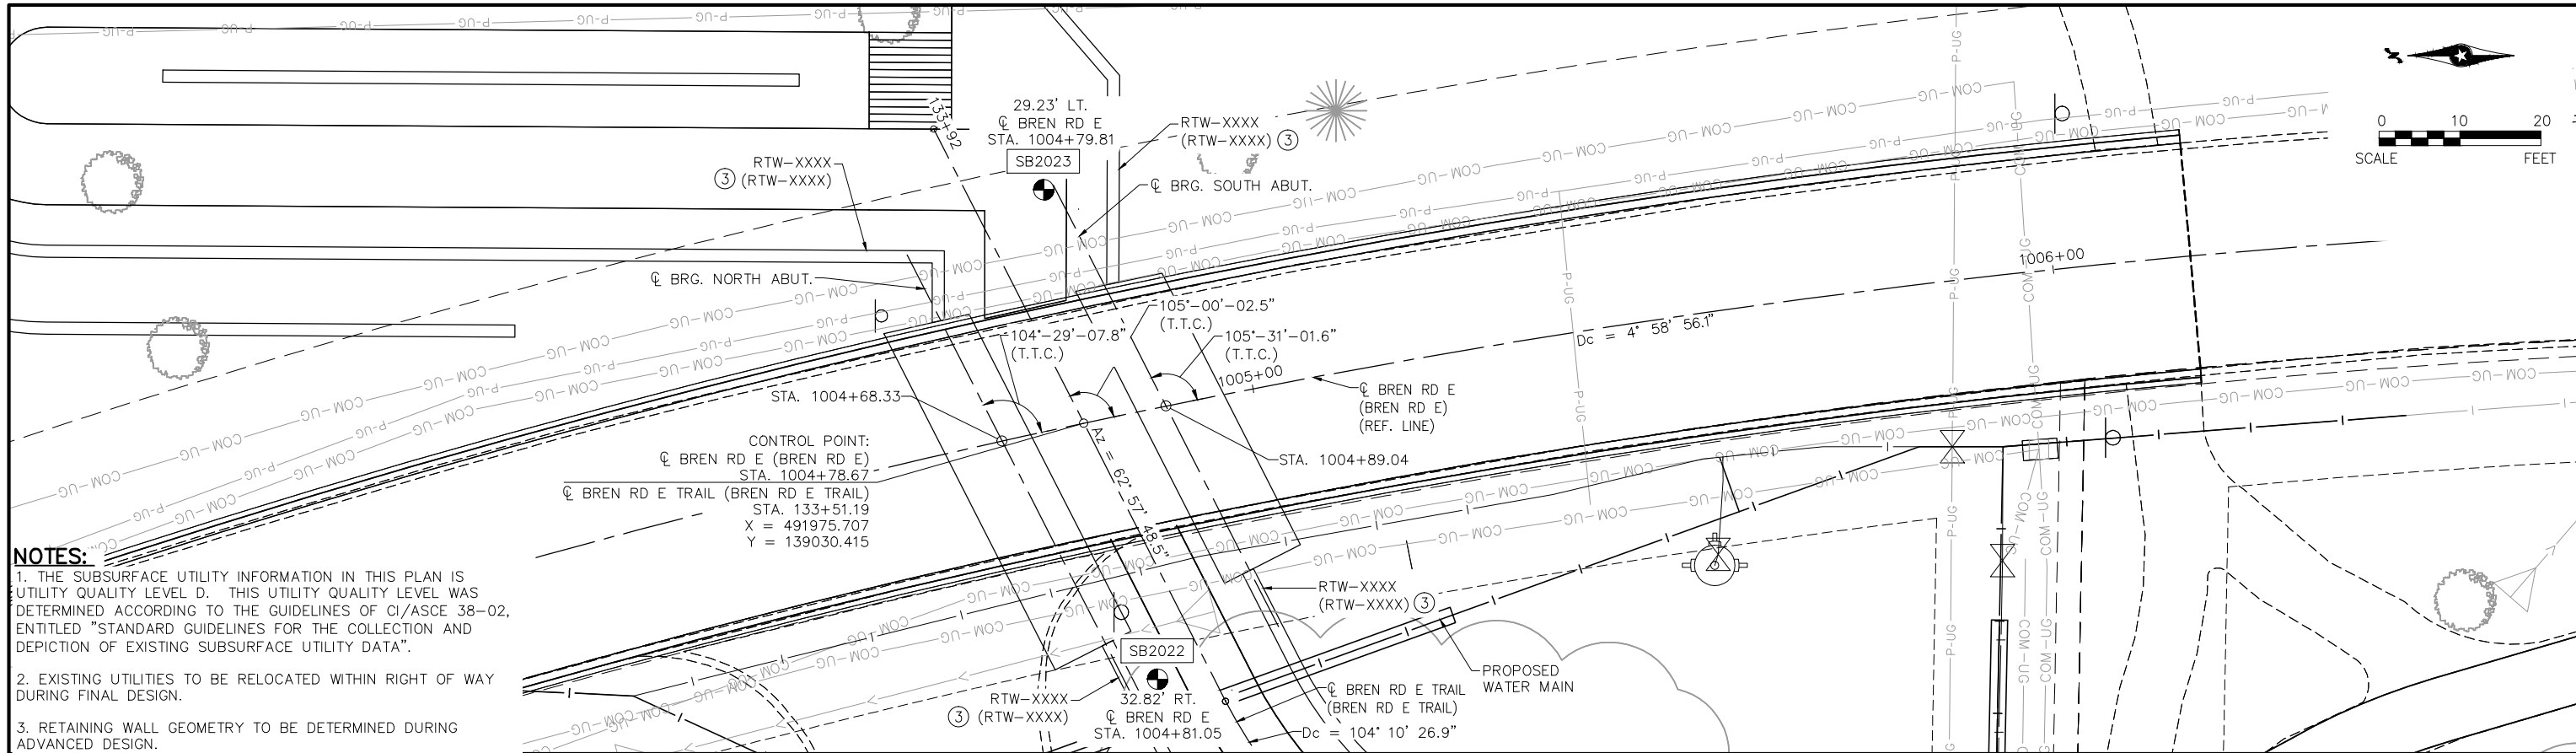 133+92
29.23' LT.
℄ BREN RD E
STA. 1004+79.81
SB2023
RTW-XXXX
(RTW-XXXX) 3
RTW-XXXX
3 (RTW-XXXX)
℄ BRG. SOUTH ABUT.
℄ BRG. NORTH ABUT.
0 10 20
SCALE FEET
1006+00
105°-00'-02.5"
(T.T.C.)
104°-29'-07.8"
(T.T.C.)
105°-31'-01.6"
(T.T.C.)
Dc = 4° 58' 56.1"
1005+00
STA. 1004+68.33
℄ BREN RD E
(BREN RD E)
(REF. LINE)
CONTROL POINT:
℄ BREN RD E (BREN RD E)
STA. 1004+78.67
℄ BREN RD E TRAIL (BREN RD E TRAIL)
STA. 133+51.19
X = 491975.707
Y = 139030.415
Az = 62° 57' 48.5"
STA. 1004+89.04
NOTES:
1. THE SUBSURFACE UTILITY INFORMATION IN THIS PLAN IS
UTILITY QUALITY LEVEL D. THIS UTILITY QUALITY LEVEL WAS
DETERMINED ACCORDING TO THE GUIDELINES OF CI/ASCE 38-02,
ENTITLED "STANDARD GUIDELINES FOR THE COLLECTION AND
DEPICTION OF EXISTING SUBSURFACE UTILITY DATA".
2. EXISTING UTILITIES TO BE RELOCATED WITHIN RIGHT OF WAY
DURING FINAL DESIGN.
3. RETAINING WALL GEOMETRY TO BE DETERMINED DURING
ADVANCED DESIGN.
RTW-XXXX
(RTW-XXXX) 3
SB2022
RTW-XXXX
3 (RTW-XXXX)
32.82' RT.
℄ BREN RD E
STA. 1004+81.05
PROPOSED
WATER MAIN
℄ BREN RD E TRAIL
(BREN RD E TRAIL)
Dc = 104° 10' 26.9"
P-UG
COM-UG